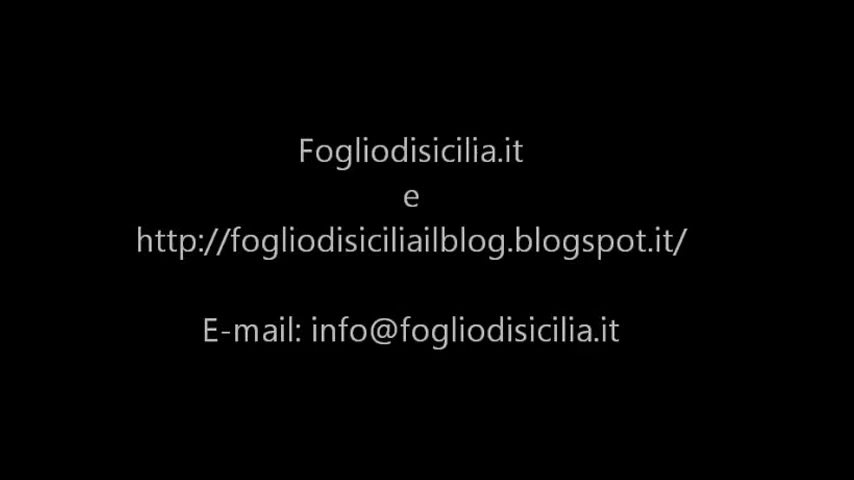 Fogliodisicilia.it
e
http://fogliodisiciliailblog.blogspot.it/
E-mail: info@fogliodisicilia.it